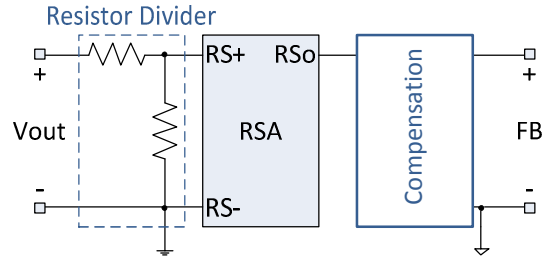 Resistor Divider
RS+ RSo
+ +
Vout RSA Compensation FB
- -
RS-